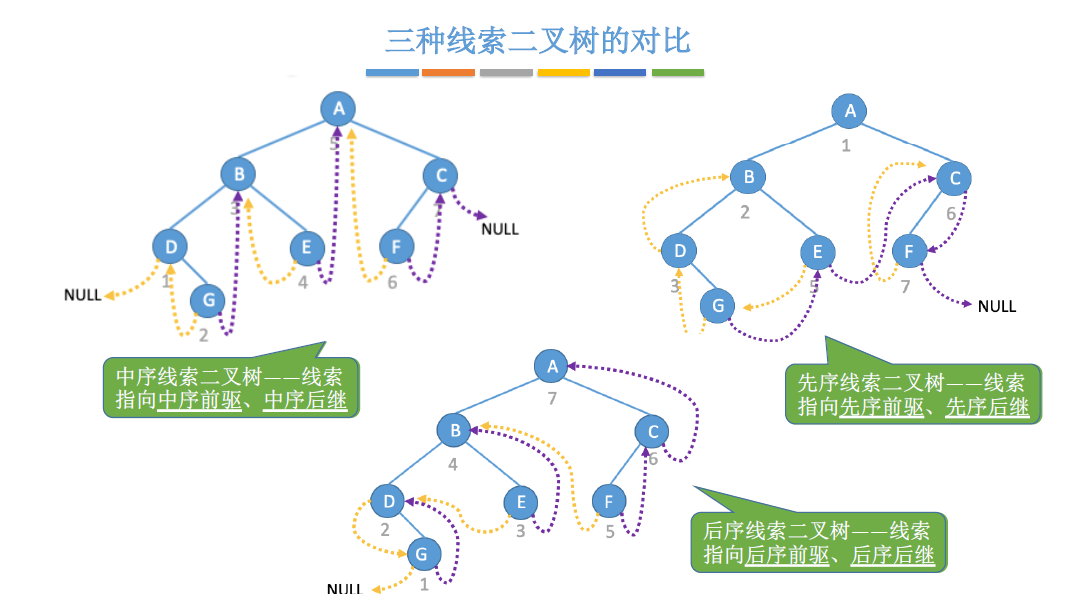 三种线索二叉树的对比
A
5
B
3
C
7
NULL
D
1
E
4
F
6
NULL
G
2
中序线索二叉树——线索
指向中序前驱、中序后继
A
1
B
2
C
6
D
3
E
5
F
7
G
NULL
先序线索二叉树——线索
指向先序前驱、先序后继
A
7
B
4
C
6
D
2
E
3
F
5
G
1
NULL
后序线索二叉树——线索
指向后序前驱、后序后继